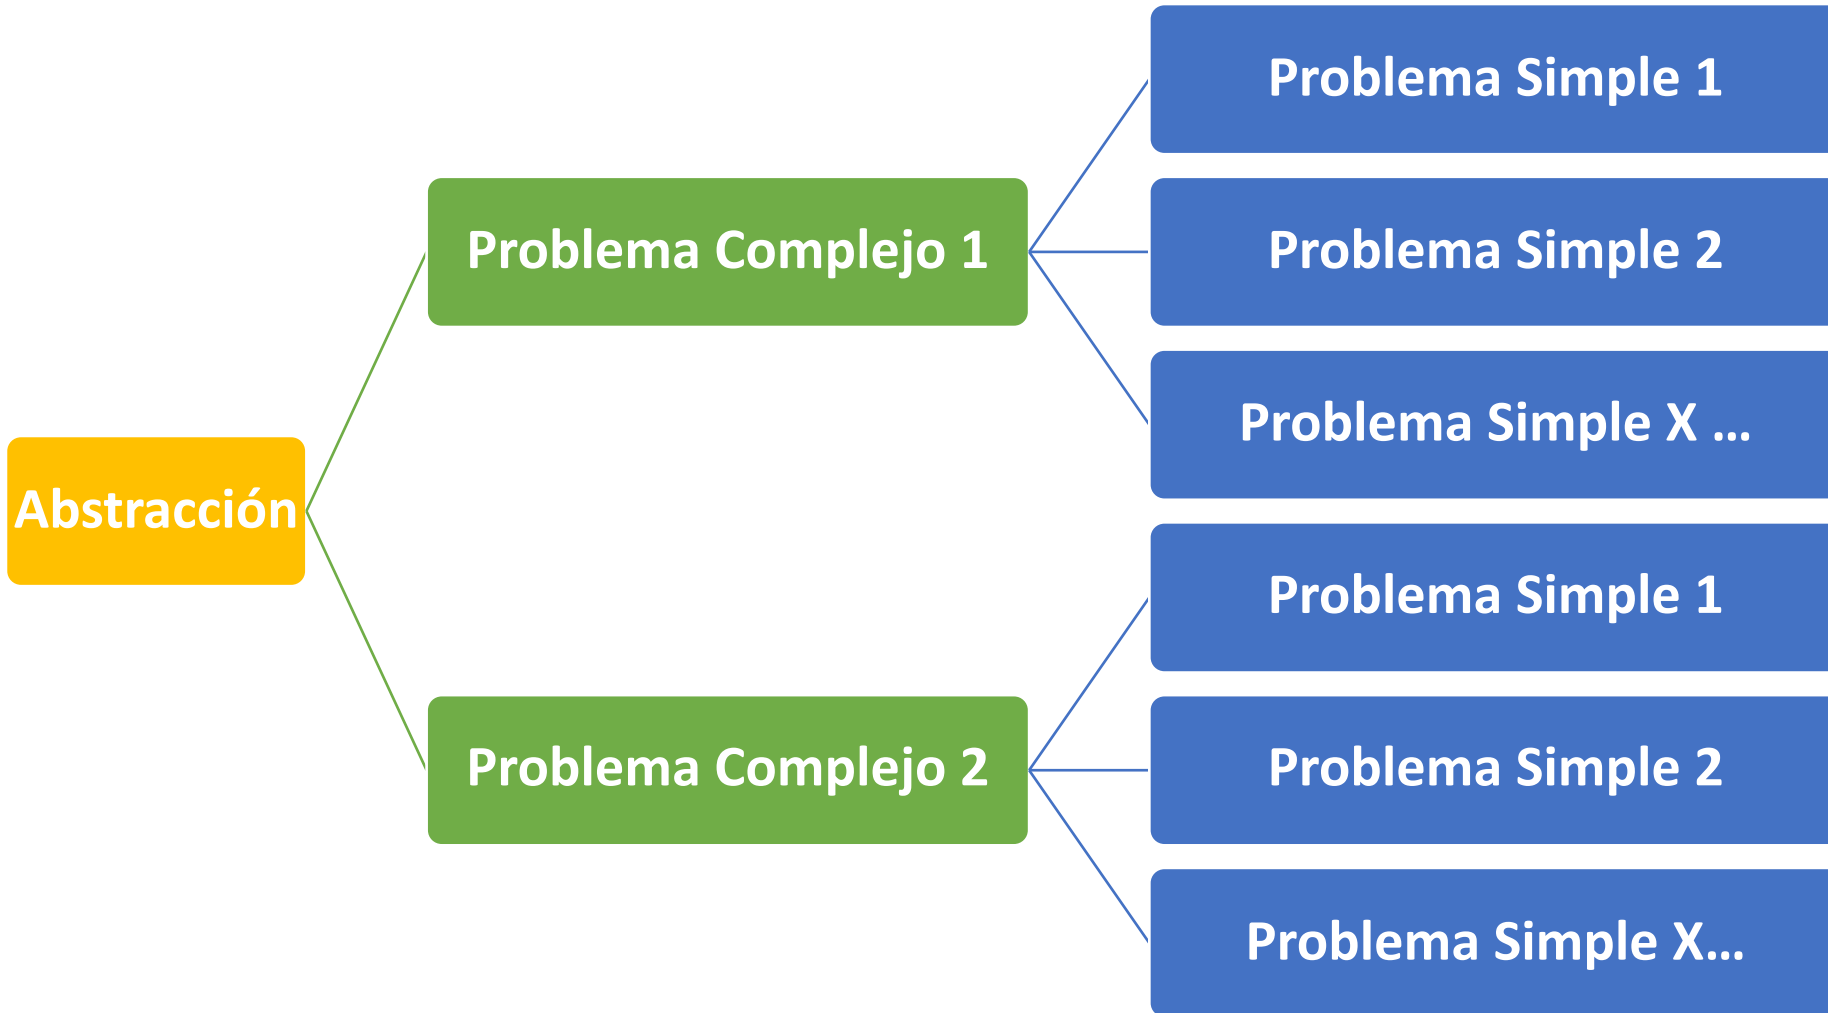 Abstracción
Problema Complejo 1
Problema Simple 1
Problema Simple 2
Problema Simple X ...
Problema Complejo 2
Problema Simple 1
Problema Simple 2
Problema Simple X...